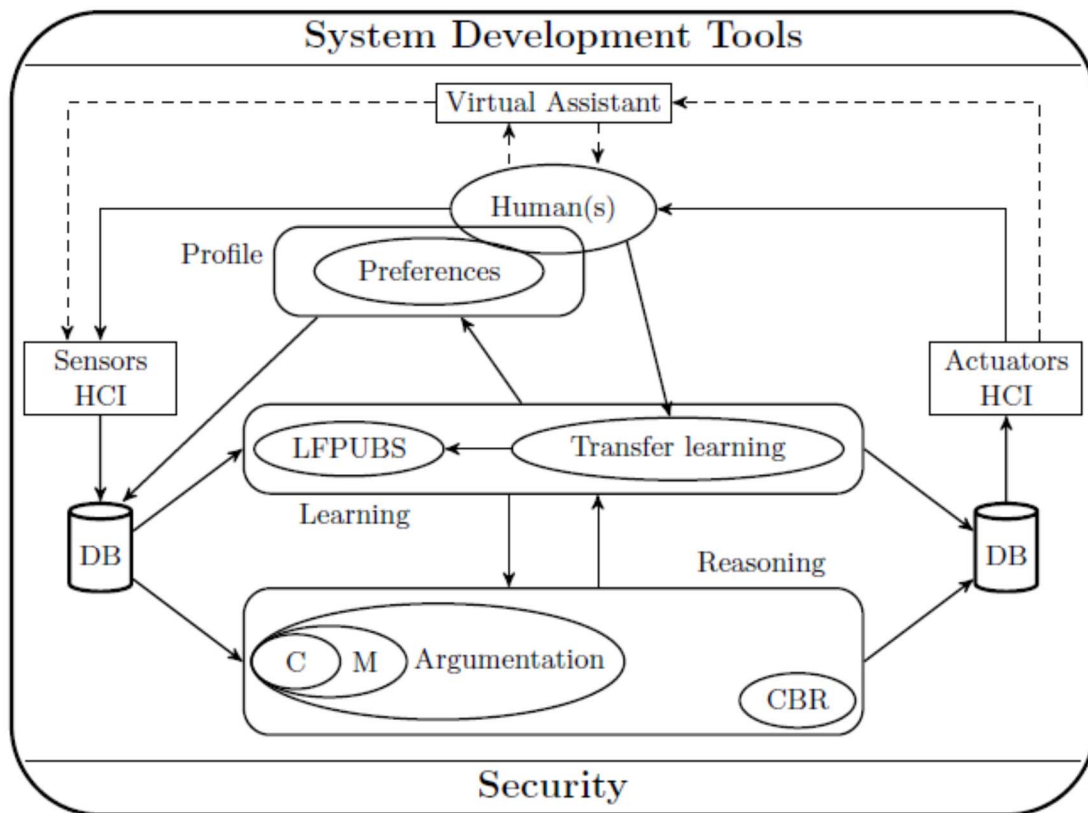 System Development Tools
Virtual Assistant
Human(s)
Profile
Preferences
Sensors
HCI
Actuators
HCI
LFPUBS
Transfer learning
Learning
DB
DB
Reasoning
C
M
Argumentation
CBR
Security